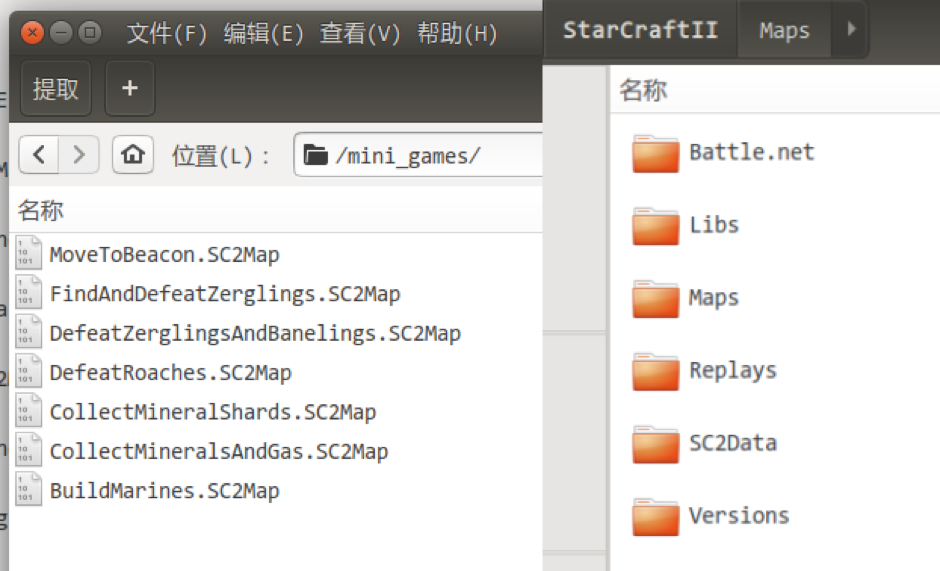 文件(F) 编辑(E) 查看(V) 帮助(H)
提取 +
位置(L)： /mini_games/
名称
MoveToBeacon.SC2Map
FindAndDefeatZerglings.SC2Map
DefeatZerglingsAndBanelings.SC2Map
DefeatRoaches.SC2Map
CollectMineralShards.SC2Map
CollectMineralsAndGas.SC2Map
BuildMarines.SC2Map
StarCraftII Maps
名称
Battle.net
Libs
Maps
Replays
SC2Data
Versions